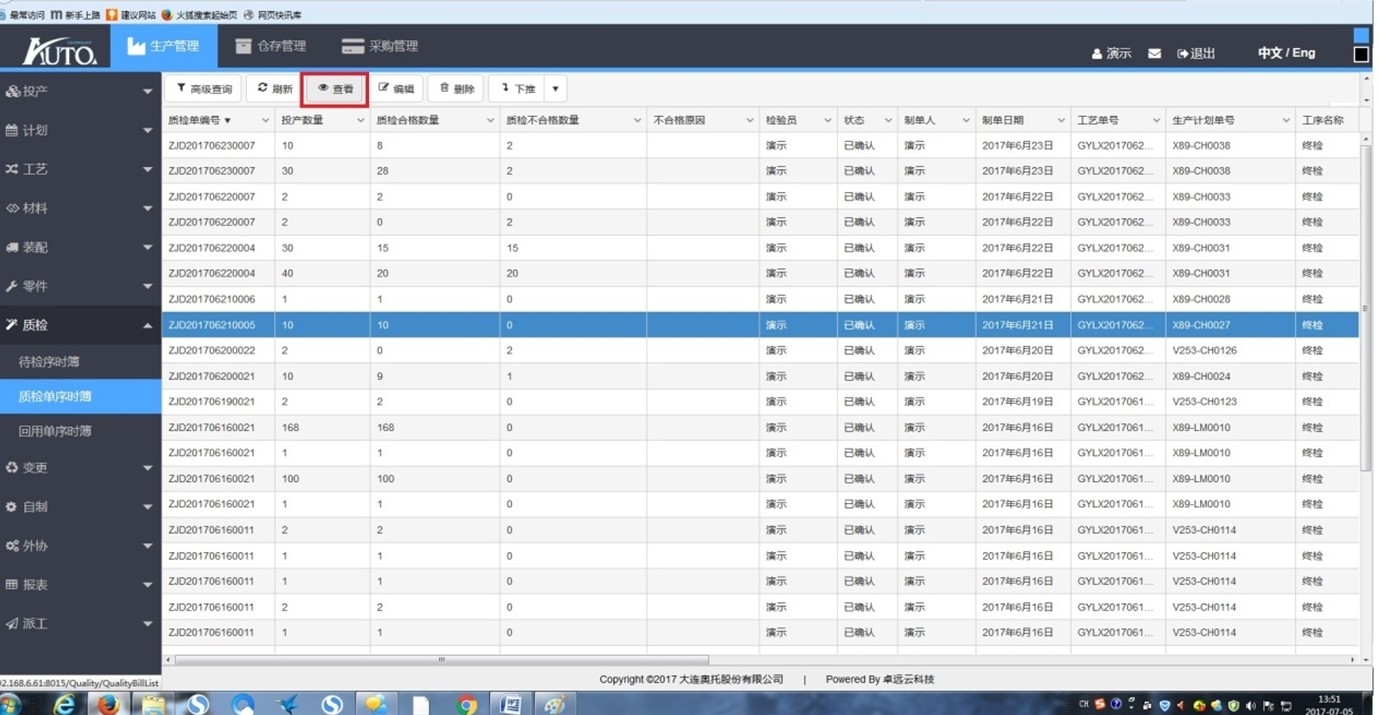 最常访问 新手上路 建议网站 火狐搜索起始页 网页快讯库
AUTO. 生产管理 仓存管理 采购管理 演示 退出 中文 / Eng
投产
计划
工艺
材料
装配
零件
质检
待检序时簿
质检单序时簿
回用单序时簿
变更
自制
外协
报表
派工
高级查询 刷新 查看 编辑 删除 下推
质检单编号 投产数量 质检合格数量 质检不合格数量 不合格原因 检验员 状态 制单人 制单日期 工艺单号 生产计划单号 工序名称
ZJD201706230007 10 8 2 演示 已确认 演示 2017年6月23日 GYLX2017062... X89-CH0038 终检
ZJD201706230007 30 28 2 演示 已确认 演示 2017年6月23日 GYLX2017062... X89-CH0038 终检
ZJD201706220007 2 2 0 演示 已确认 演示 2017年6月22日 GYLX2017062... X89-CH0033 终检
ZJD201706220007 2 0 2 演示 已确认 演示 2017年6月22日 GYLX2017062... X89-CH0033 终检
ZJD201706220004 30 15 15 演示 已确认 演示 2017年6月22日 GYLX2017062... X89-CH0031 终检
ZJD201706220004 40 20 20 演示 已确认 演示 2017年6月22日 GYLX2017062... X89-CH0031 终检
ZJD201706210006 1 1 0 演示 已确认 演示 2017年6月21日 GYLX2017062... X89-CH0028 终检
ZJD201706210005 10 10 0 演示 已确认 演示 2017年6月21日 GYLX2017062... X89-CH0027 终检
ZJD201706200022 2 0 2 演示 已确认 演示 2017年6月20日 GYLX2017062... V253-CH0126 终检
ZJD201706200021 10 9 1 演示 已确认 演示 2017年6月20日 GYLX2017062... X89-CH0024 终检
ZJD201706190021 2 2 0 演示 已确认 演示 2017年6月19日 GYLX2017061... V253-CH0123 终检
ZJD201706160021 168 168 0 演示 已确认 演示 2017年6月16日 GYLX2017061... X89-LM0010 终检
ZJD201706160021 1 1 0 演示 已确认 演示 2017年6月16日 GYLX2017061... X89-LM0010 终检
ZJD201706160021 100 100 0 演示 已确认 演示 2017年6月16日 GYLX2017061... X89-LM0010 终检
ZJD201706160021 1 1 0 演示 已确认 演示 2017年6月16日 GYLX2017061... X89-LM0010 终检
ZJD201706160011 2 2 0 演示 已确认 演示 2017年6月16日 GYLX2017061... V253-CH0114 终检
ZJD201706160011 1 1 0 演示 已确认 演示 2017年6月16日 GYLX2017061... V253-CH0114 终检
ZJD201706160011 1 1 0 演示 已确认 演示 2017年6月16日 GYLX2017061... V253-CH0114 终检
ZJD201706160011 2 2 0 演示 已确认 演示 2017年6月16日 GYLX2017061... V253-CH0114 终检
ZJD201706160011 1 1 0 演示 已确认 演示 2017年6月16日 GYLX2017061... V253-CH0114 终检
Copyright ©2017 大连奥托股份有限公司 | Powered By 卓远云科技
02.168.6.61:8015/Quality/QualityBillList
CH 13:51
2017-07-05